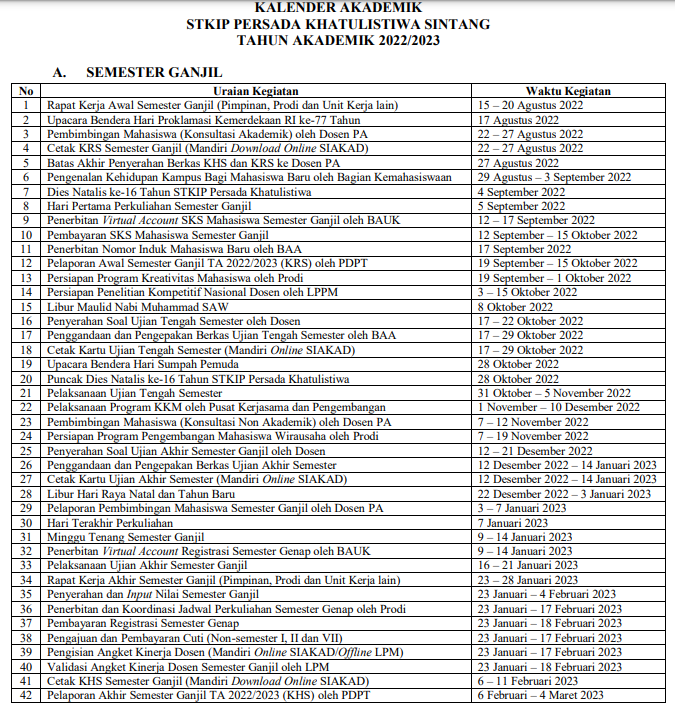 KALENDER AKADEMIK
STKIP PERSADA KHATULISTIWA SINTANG
TAHUN AKADEMIK 2022/2023
A. SEMESTER GANJIL
No Uraian Kegiatan Waktu Kegiatan
1 Rapat Kerja Awal Semester Ganjil (Pimpinan, Prodi dan Unit Kerja lain) 15 – 20 Agustus 2022
2 Upacara Bendera Hari Proklamasi Kemerdekaan RI ke-77 Tahun 17 Agustus 2022
3 Pembimbingan Mahasiswa (Konsultasi Akademik) oleh Dosen PA 22 – 27 Agustus 2022
4 Cetak KRS Semester Ganjil (Mandiri Download Online SIAKAD) 22 – 27 Agustus 2022
5 Batas Akhir Penyerahan Berkas KHS dan KRS ke Dosen PA 27 Agustus 2022
6 Pengenalan Kehidupan Kampus Bagi Mahasiswa Baru oleh Bagian Kemahasiswaan 29 Agustus – 3 September 2022
7 Dies Natalis ke-16 Tahun STKIP Persada Khatulistiwa 4 September 2022
8 Hari Pertama Perkuliahan Semester Ganjil 5 September 2022
9 Penerbitan Virtual Account SKS Mahasiswa Semester Ganjil oleh BAUK 12 – 17 September 2022
10 Pembayaran SKS Mahasiswa Semester Ganjil 12 September – 15 Oktober 2022
11 Penerbitan Nomor Induk Mahasiswa Baru oleh BAA 17 September 2022
12 Pelaporan Awal Semester Ganjil TA 2022/2023 (KRS) oleh PDPT 19 September – 15 Oktober 2022
13 Persiapan Program Kreativitas Mahasiswa oleh Prodi 19 September – 1 Oktober 2022
14 Persiapan Penelitian Kompetitif Nasional Dosen oleh LPPM 3 – 15 Oktober 2022
15 Libur Maulid Nabi Muhammad SAW 8 Oktober 2022
16 Penyerahan Soal Ujian Tengah Semester oleh Dosen 17 – 22 Oktober 2022
17 Penggandaan dan Pengepakan Berkas Ujian Tengah Semester oleh BAA 17 – 29 Oktober 2022
18 Cetak Kartu Ujian Tengah Semester (Mandiri Online SIAKAD) 17 – 29 Oktober 2022
19 Upacara Bendera Hari Sumpah Pemuda 28 Oktober 2022
20 Puncak Dies Natalis ke-16 Tahun STKIP Persada Khatulistiwa 28 Oktober 2022
21 Pelaksanaan Ujian Tengah Semester 31 Oktober – 5 November 2022
22 Pelaksanaan Program KKM oleh Pusat Kerjasama dan Pengembangan 1 November – 10 Desember 2022
23 Pembimbingan Mahasiswa (Konsultasi Non Akademik) oleh Dosen PA 7 – 12 November 2022
24 Persiapan Program Pengembangan Mahasiswa Wirausaha oleh Prodi 7 – 19 November 2022
25 Penyerahan Soal Ujian Akhir Semester Ganjil oleh Dosen 12 – 21 Desember 2022
26 Penggandaan dan Pengepakan Berkas Ujian Akhir Semester 12 Desember 2022 – 14 Januari 2023
27 Cetak Kartu Ujian Akhir Semester (Mandiri Online SIAKAD) 12 Desember 2022 – 14 Januari 2023
28 Libur Hari Raya Natal dan Tahun Baru 22 Desember 2022 – 3 Januari 2023
29 Pelaporan Pembimbingan Mahasiswa Semester Ganjil oleh Dosen PA 3 – 7 Januari 2023
30 Hari Terakhir Perkuliahan 7 Januari 2023
31 Minggu Tenang Semester Ganjil 9 – 14 Januari 2023
32 Penerbitan Virtual Account Registrasi Semester Genap oleh BAUK 9 – 14 Januari 2023
33 Pelaksanaan Ujian Akhir Semester 16 – 21 Januari 2023
34 Rapat Kerja Akhir Semester Ganjil (Pimpinan, Prodi dan Unit Kerja lain) 23 – 28 Januari 2023
35 Penyerahan dan Input Nilai Semester Ganjil 23 Januari – 4 Februari 2023
36 Penerbitan dan Koordinasi Jadwal Perkuliahan Semester Genap oleh Prodi 23 Januari – 17 Februari 2023
37 Pembayaran Registrasi Semester Genap 23 Januari – 18 Februari 2023
38 Pengajuan dan Pembayaran Cuti (Non-semester I, II dan VII) 23 Januari – 17 Februari 2023
39 Pengisian Angket Kinerja Dosen (Mandiri Online SIAKAD/Offline LPM) 23 Januari – 17 Februari 2023
40 Validasi Angket Kinerja Dosen Semester Ganjil oleh LPM 23 Januari – 18 Februari 2023
41 Cetak KHS Semester Ganjil (Mandiri Download Online SIAKAD) 6 – 11 Februari 2023
42 Pelaporan Akhir Semester Ganjil TA 2022/2023 (KHS) oleh PDPT 6 Februari – 4 Maret 2023